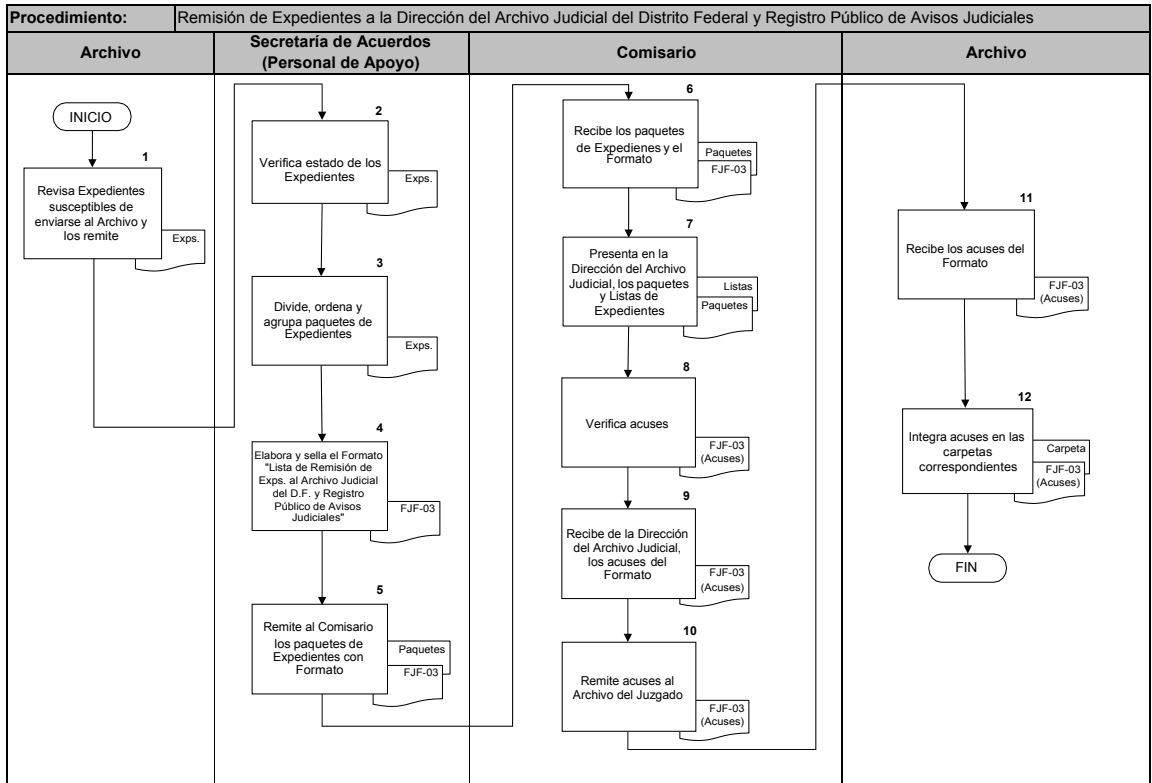 Procedimiento: Remisión de Expedientes a la Dirección del Archivo Judicial del Distrito Federal y Registro Público de Avisos Judiciales
Archivo
Secretaría de Acuerdos
(Personal de Apoyo)
Comisario
Archivo
INICIO
1
Revisa Expedientes
susceptibles de
enviarse al Archivo y
los remite
Exps.
2
Verifica estado de los
Expedientes
Exps.
3
Divide, ordena y
agrupa paquetes de
Expedientes
Exps.
4
Elabora y sella el Formato
"Lista de Remisión de
Exps. al Archivo Judicial
del D.F. y Registro
Público de Avisos
Judiciales"
FJF-03
5
Remite al Comisario
los paquetes de
Expedientes con
Formato
Paquetes
FJF-03
6
Recibe los paquetes
de Expedienes y el
Formato
Paquetes
FJF-03
7
Presenta en la
Dirección del Archivo
Judicial, los paquetes
y Listas de
Expedientes
Listas
Paquetes
8
Verifica acuses
FJF-03
(Acuses)
9
Recibe de la Dirección
del Archivo Judicial,
los acuses del
Formato
FJF-03
(Acuses)
10
Remite acuses al
Archivo del Juzgado
FJF-03
(Acuses)
11
Recibe los acuses del
Formato
FJF-03
(Acuses)
12
Integra acuses en las
carpetas
correspondientes
Carpeta
FJF-03
(Acuses)
FIN